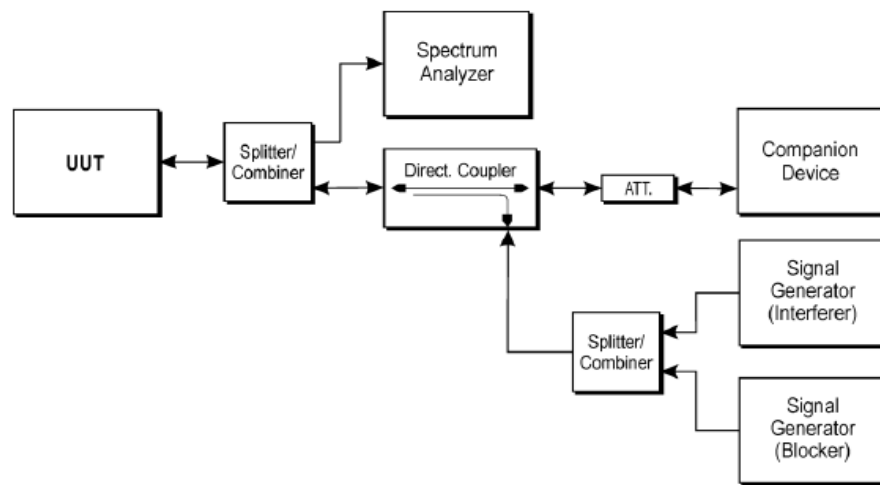 Spectrum
Analyzer
UUT
Splitter/
Combiner
Direct. Coupler
ATT.
Companion
Device
Signal
Generator
(Interferer)
Splitter/
Combiner
Signal
Generator
(Blocker)